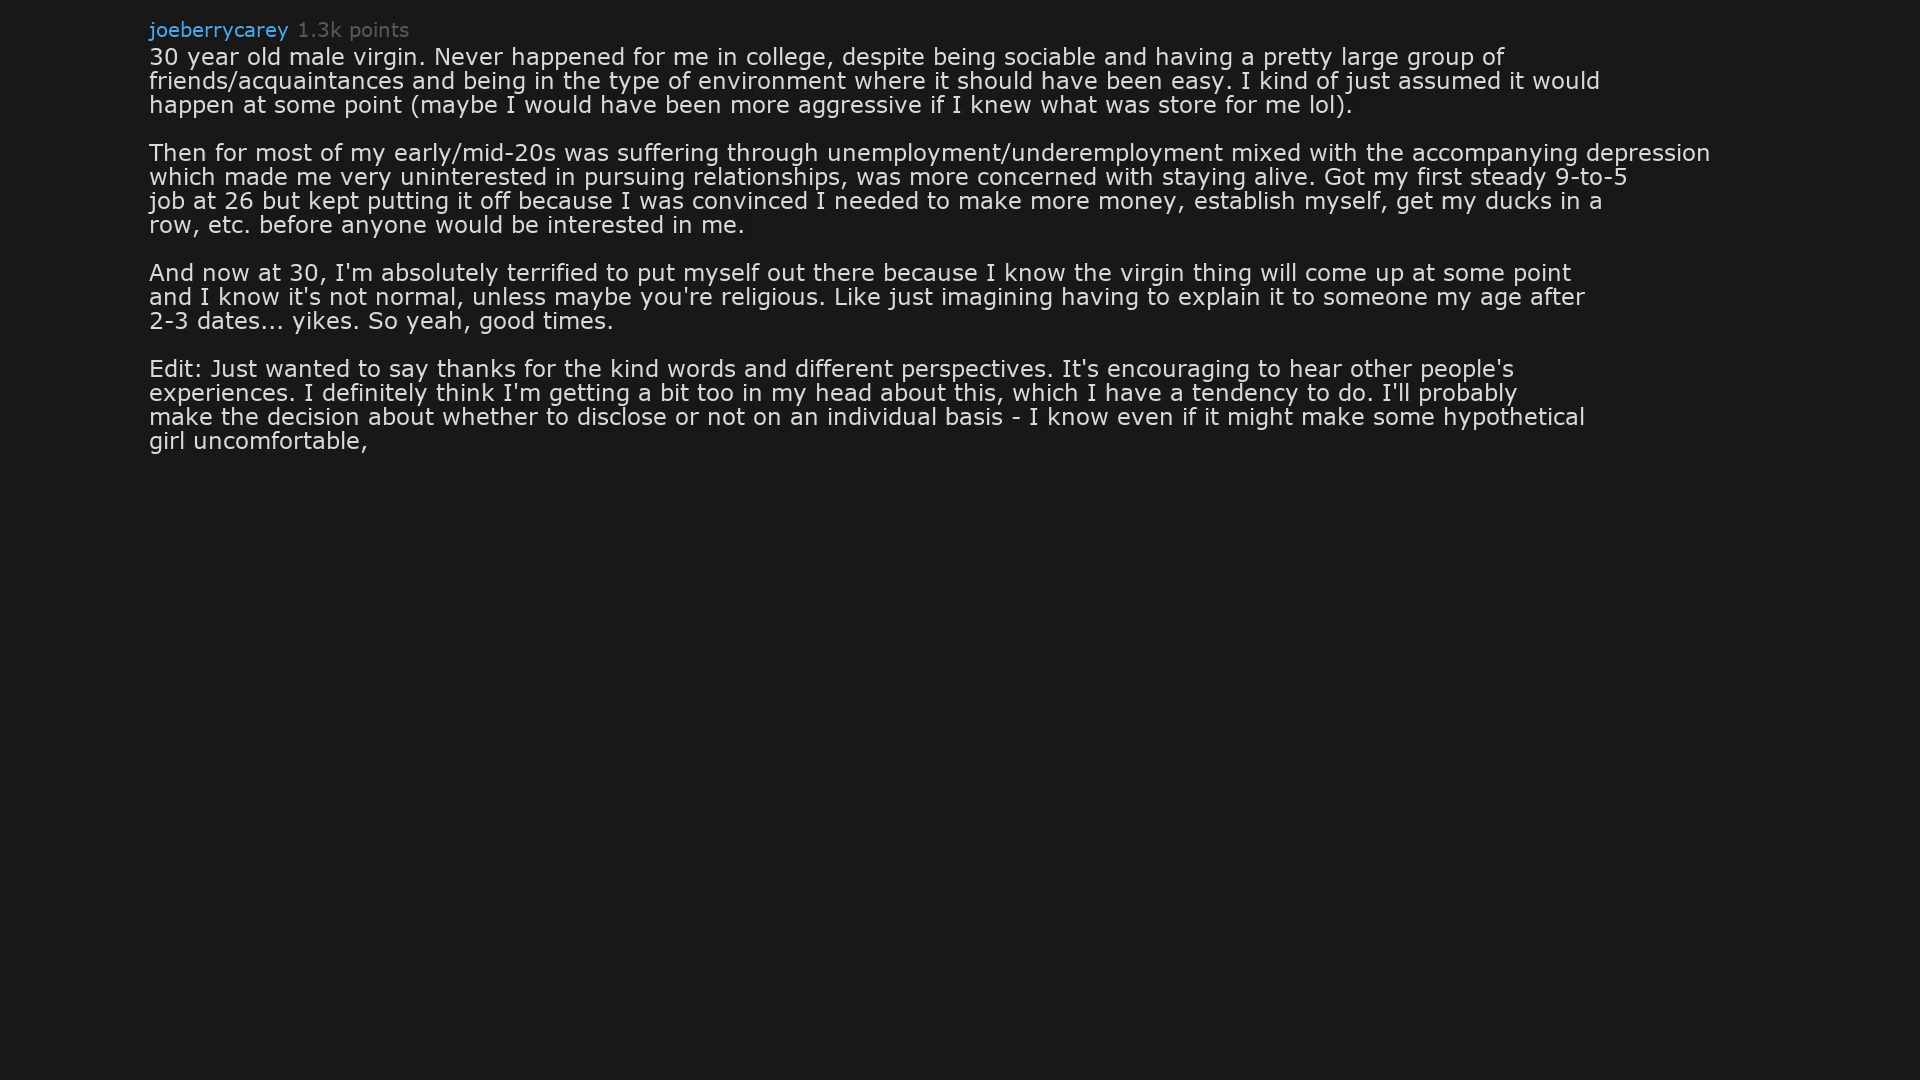 joeberrycarey 1.3k points
30 year old male virgin. Never happened for me in college, despite being sociable and having a pretty large group of
friends/acquaintances and being in the type of environment where it should have been easy. I kind of just assumed it would
happen at some point (maybe I would have been more aggressive if I knew what was store for me lol).
Then for most of my early/mid-20s was suffering through unemployment/underemployment mixed with the accompanying depression
which made me very uninterested in pursuing relationships, was more concerned with staying alive. Got my first steady 9-to-5
job at 26 but kept putting it off because I was convinced I needed to make more money, establish myself, get my ducks in a
row, etc. before anyone would be interested in me.
And now at 30, I'm absolutely terrified to put myself out there because I know the virgin thing will come up at some point
and I know it's not normal, unless maybe you're religious. Like just imagining having to explain it to someone my age after
2-3 dates... yikes. So yeah, good times.
Edit: Just wanted to say thanks for the kind words and different perspectives. It's encouraging to hear other people's
experiences. I definitely think I'm getting a bit too in my head about this, which I have a tendency to do. I'll probably
make the decision about whether to disclose or not on an individual basis - I know even if it might make some hypothetical
girl uncomfortable,